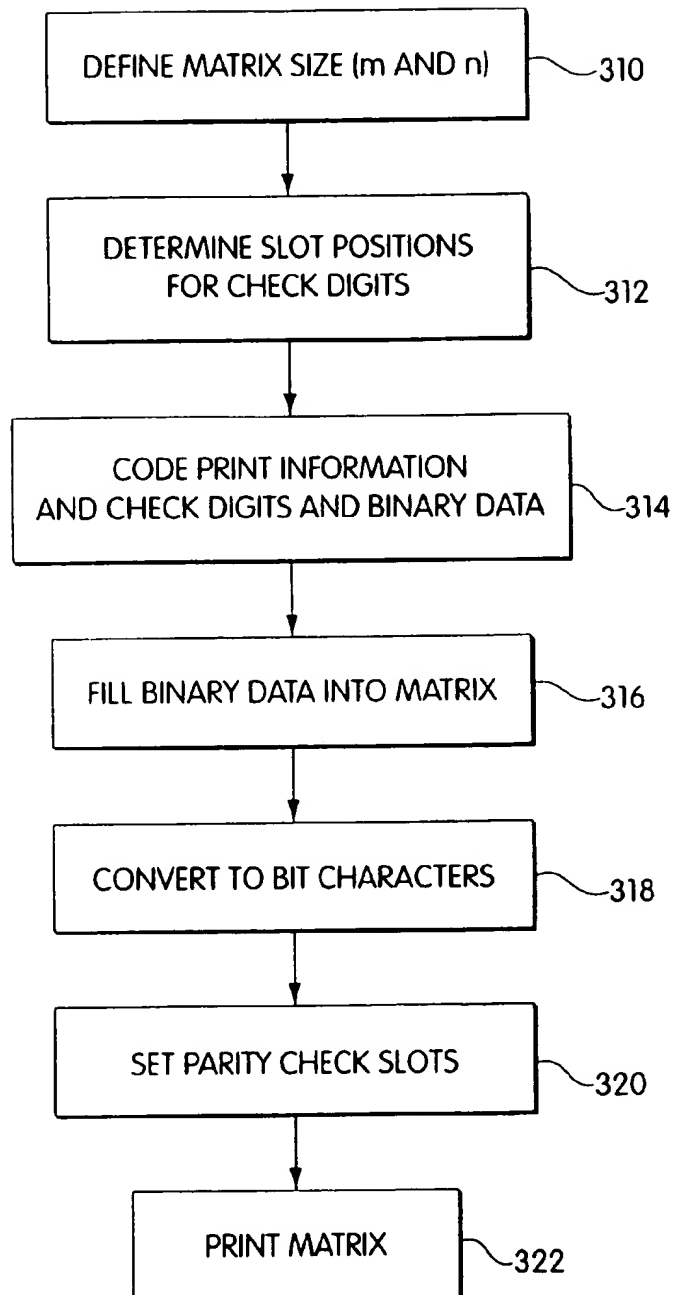 DEFINE MATRIX SIZE (m AND n)
310
DETERMINE SLOT POSITIONS
FOR CHECK DIGITS
312
CODE PRINT INFORMATION
AND CHECK DIGITS AND BINARY DATA
314
FILL BINARY DATA INTO MATRIX
316
CONVERT TO BIT CHARACTERS
318
SET PARITY CHECK SLOTS
320
PRINT MATRIX
322